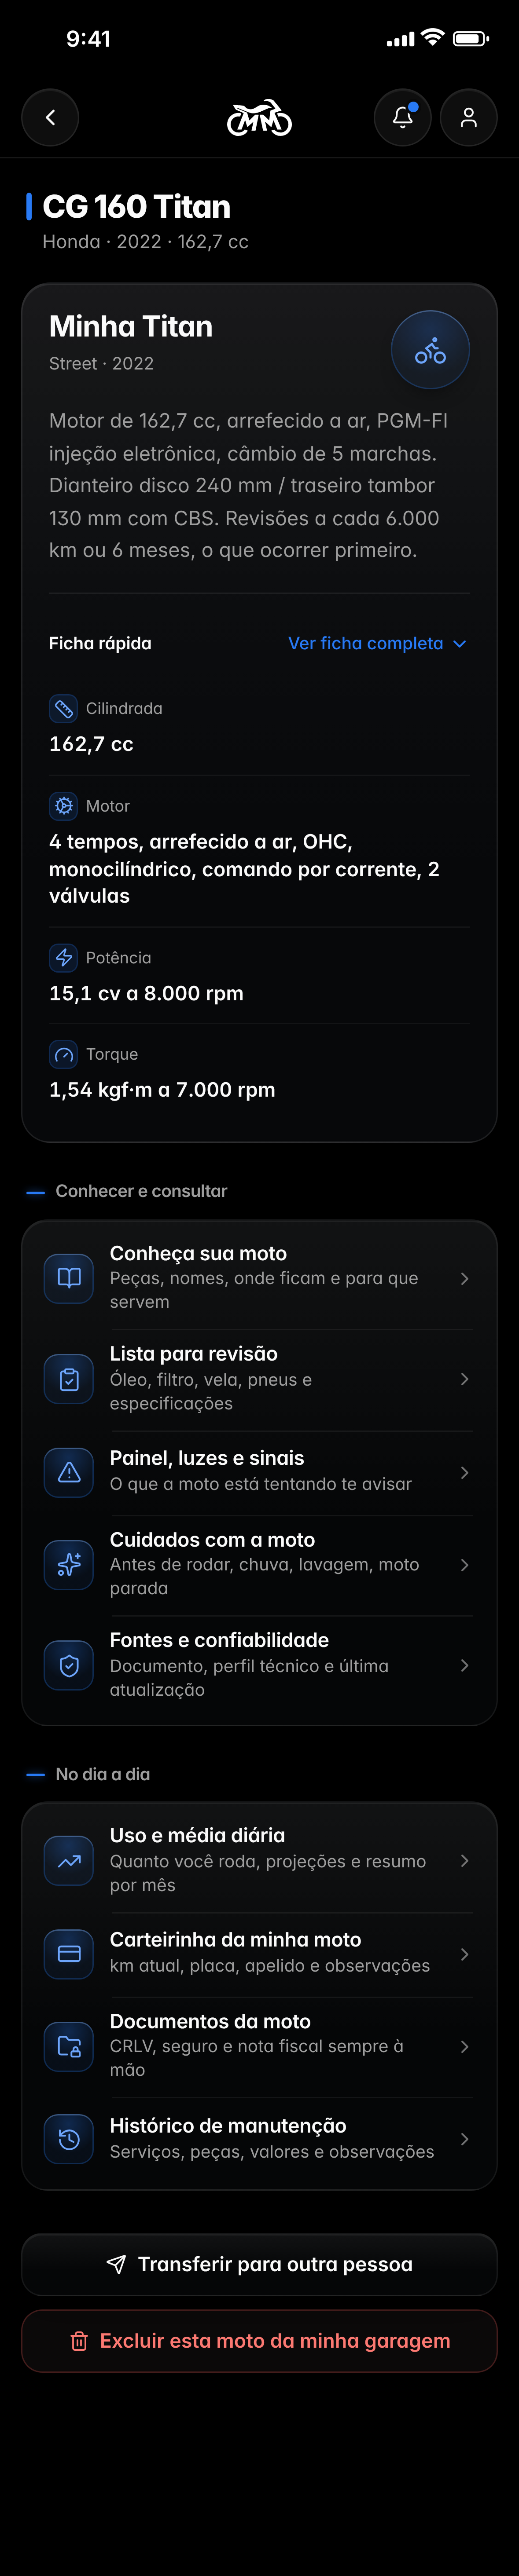 9:41
MM
CG 160 Titan
Honda · 2022 · 162,7 cc
Minha Titan
Street · 2022
Motor de 162,7 cc, arrefecido a ar, PGM-FI
injeção eletrônica, câmbio de 5 marchas.
Dianteiro disco 240 mm / traseiro tambor
130 mm com CBS. Revisões a cada 6.000
km ou 6 meses, o que ocorrer primeiro.
Ficha rápida
Ver ficha completa
Cilindrada
162,7 cc
Motor
4 tempos, arrefecido a ar, OHC,
monocilíndrico, comando por corrente, 2
válvulas
Potência
15,1 cv a 8.000 rpm
Torque
1,54 kgf·m a 7.000 rpm
Conhecer e consultar
Conheça sua moto
Peças, nomes, onde ficam e para que
servem
Lista para revisão
Óleo, filtro, vela, pneus e
especificações
Painel, luzes e sinais
O que a moto está tentando te avisar
Cuidados com a moto
Antes de rodar, chuva, lavagem, moto
parada
Fontes e confiabilidade
Documento, perfil técnico e última
atualização
No dia a dia
Uso e média diária
Quanto você roda, projeções e resumo
por mês
Carteirinha da minha moto
km atual, placa, apelido e observações
Documentos da moto
CRLV, seguro e nota fiscal sempre à
mão
Histórico de manutenção
Serviços, peças, valores e observações
Transferir para outra pessoa
Excluir esta moto da minha garagem